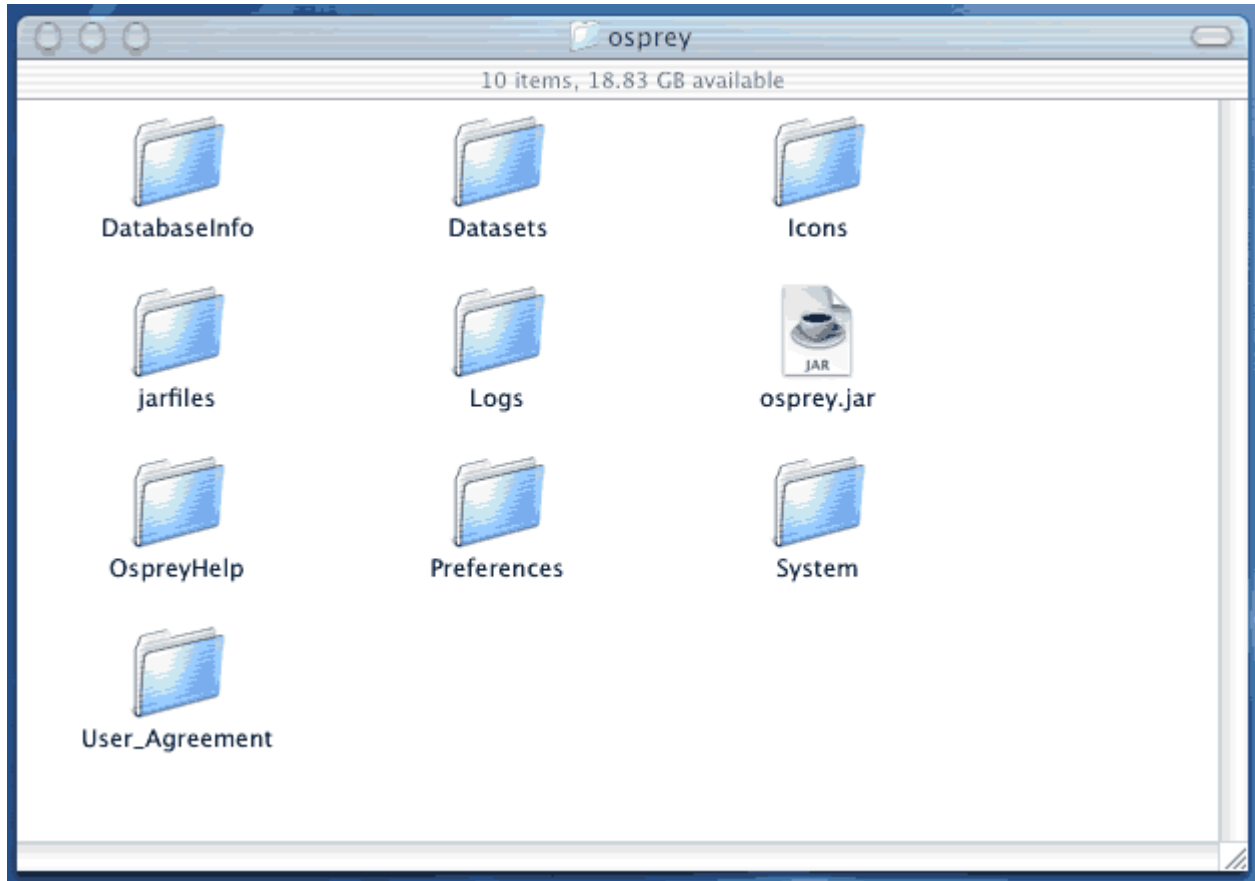 osprey
10 items, 18.83 GB available
DatabaseInfo
Datasets
Icons
jarfiles
Logs
JAR
osprey.jar
OspreyHelp
Preferences
System
User_Agreement